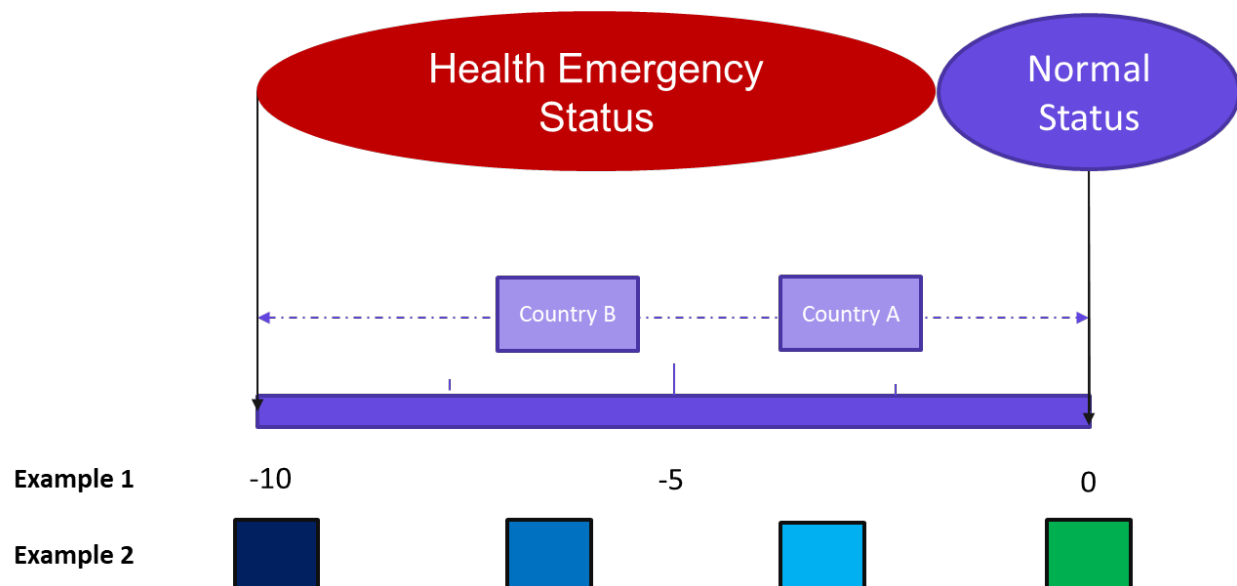 Health Emergency
Status
Normal
Status
Country B
Country A
Example 1
-10
-5
0
Example 2